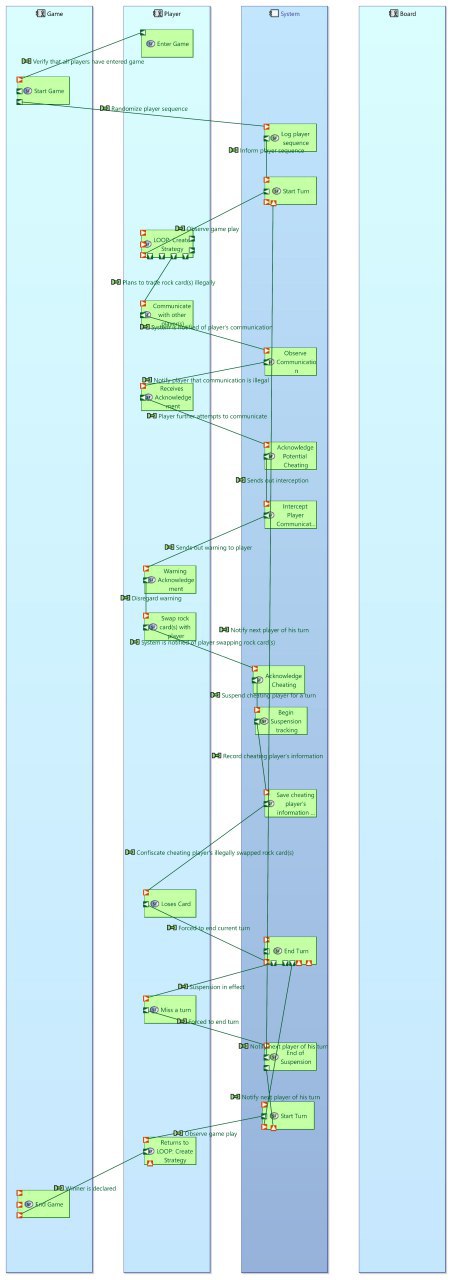 Game
Player
System
Board
Enter Game
Verify that all players have entered game
Start Game
Randomize player sequence
Log player
sequence
Inform player sequence
Start Turn
Observe game play
LOOP: Create
Strategy
Plans to trade rock card(s) illegally
Communicate
with other
player(s)
System is notified of player's communication
Observe
Communicatio
n
Notify player that communication is illegal
Receives
Acknowledge
ment
Player further attempts to communicate
Acknowledge
Potential
Cheating
Sends out interception
Intercept
Player
Communicat...
Sends out warning to player
Warning
Acknowledge
ment
Disregard warning
Swap rock
card(s) with
player
Notify next player of his turn
System is notified of player swapping rock card(s)
Acknowledge
Cheating
Suspend cheating player for a turn
Begin
Suspension
tracking
Record cheating player's information
Save cheating
player's
information ...
Confiscate cheating player's illegally swapped rock card(s)
Loses Card
Forced to end current turn
End Turn
Suspension in effect
Miss a turn
Forced to end turn
Notify next player of his turn
End of
Suspension
Notify next player of his turn
Start Turn
Observe game play
Returns to
LOOP: Create
Strategy
Winner is declared
End Game